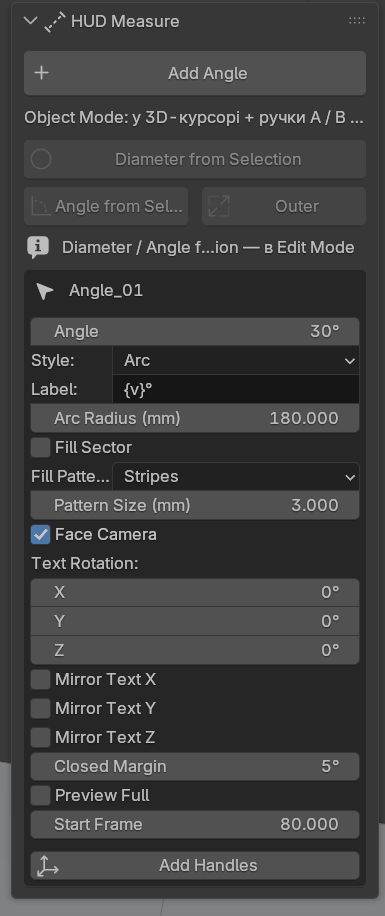 HUD Measure
Add Angle
Object Mode: у 3D-курсорі + ручки A / B ...
Diameter from Selection
Angle from Sel... Outer
Diameter / Angle f...ion — в Edit Mode
Angle_01
Angle 30°
Style: Arc
Label: {v}°
Arc Radius (mm) 180.000
Fill Sector
Fill Patte... Stripes
Pattern Size (mm) 3.000
Face Camera
Text Rotation:
X 0°
Y 0°
Z 0°
Mirror Text X
Mirror Text Y
Mirror Text Z
Closed Margin 5°
Preview Full
Start Frame 80.000
Add Handles